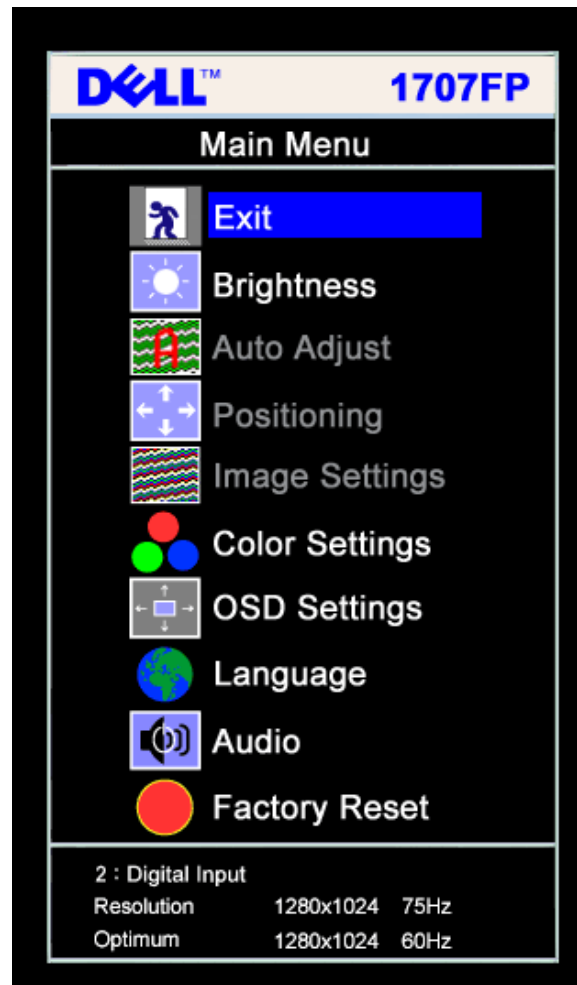 DELL™ 1707FP
Main Menu
Exit
Brightness
Auto Adjust
Positioning
Image Settings
Color Settings
OSD Settings
Language
Audio
Factory Reset
2 : Digital Input
Resolution 1280x1024 75Hz
Optimum 1280x1024 60Hz